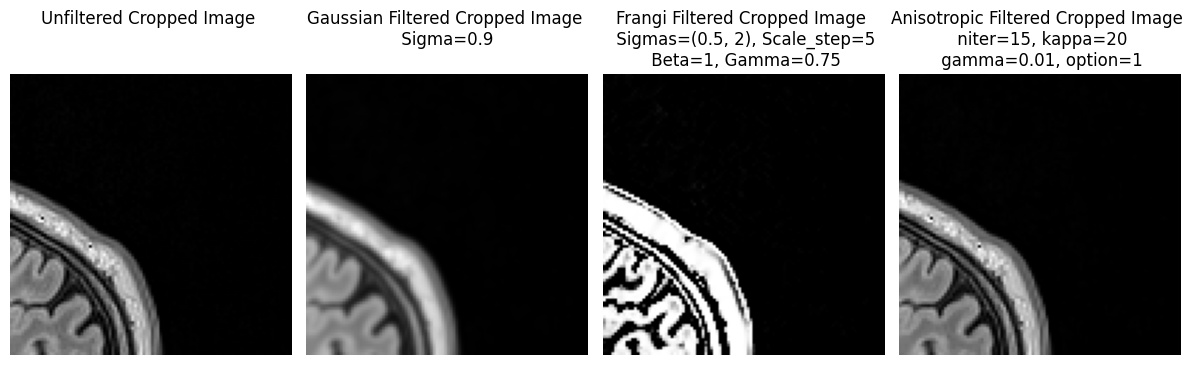 Unfiltered Cropped Image
Gaussian Filtered Cropped Image
Sigma=0.9
Frangi Filtered Cropped Image
Sigmas=(0.5, 2), Scale_step=5
Beta=1, Gamma=0.75
Anisotropic Filtered Cropped Image
niter=15, kappa=20
gamma=0.01, option=1